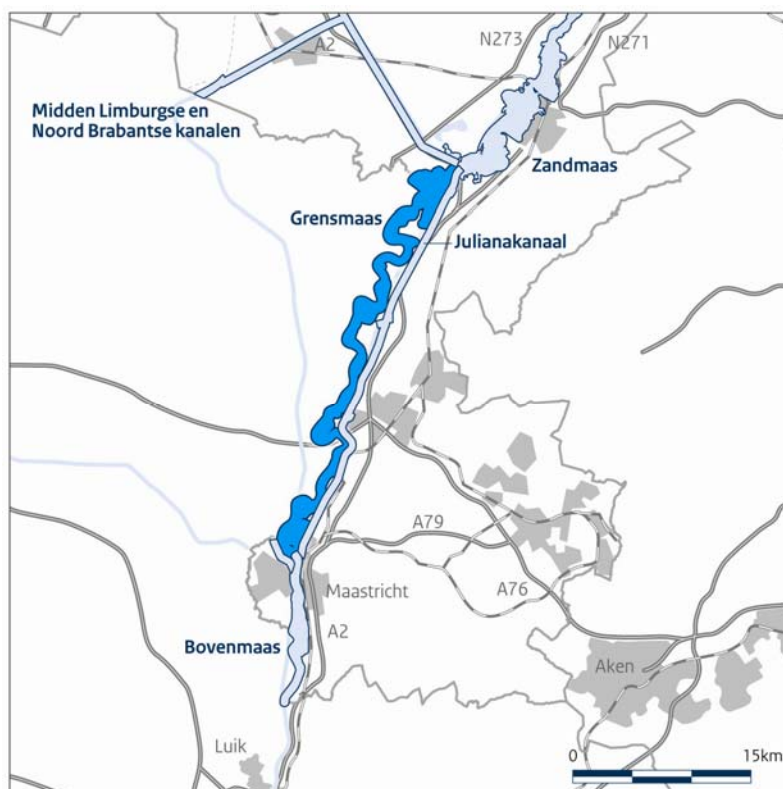 A2
N273
N271
Midden Limburgse en
Noord Brabantse kanalen
Zandmaas
Grensmaas
Julianakanaal
A79
Maastricht
A76
Bovenmaas
A2
Aken
Luik
0 15km